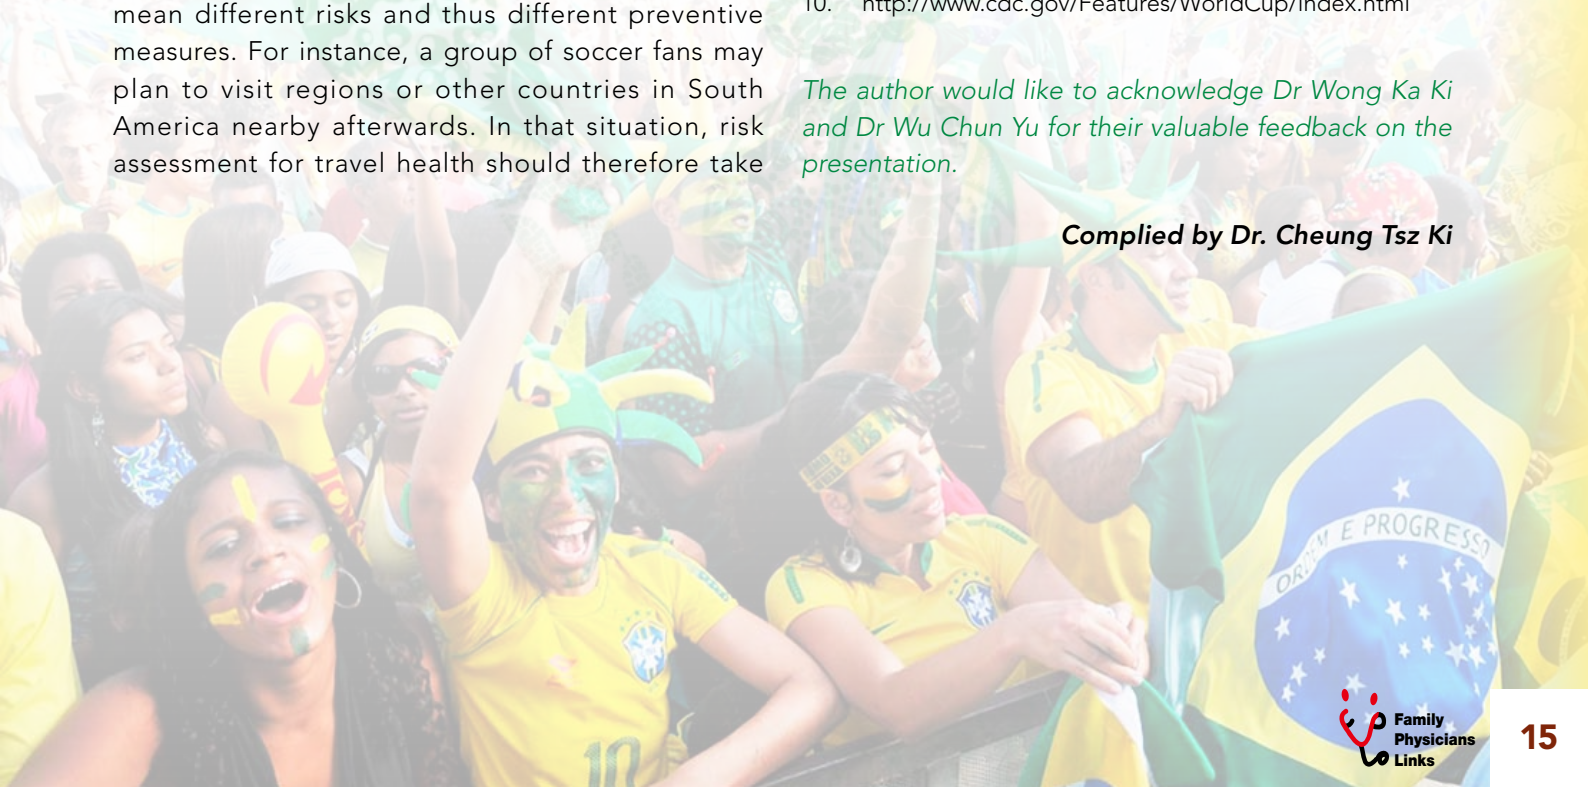 mean different risks and thus different preventive
measures. For instance, a group of soccer fans may
plan to visit regions or other countries in South
America nearby afterwards. In that situation, risk
assessment for travel health should therefore take
10. http://www.cdc.gov/Features/WorldCup/index.html
The author would like to acknowledge Dr Wong Ka Ki
and Dr Wu Chun Yu for their valuable feedback on the
presentation.
Complied by Dr. Cheung Tsz Ki
ORDEM E PROGRESSO
10
Family
Physicians
Links
15